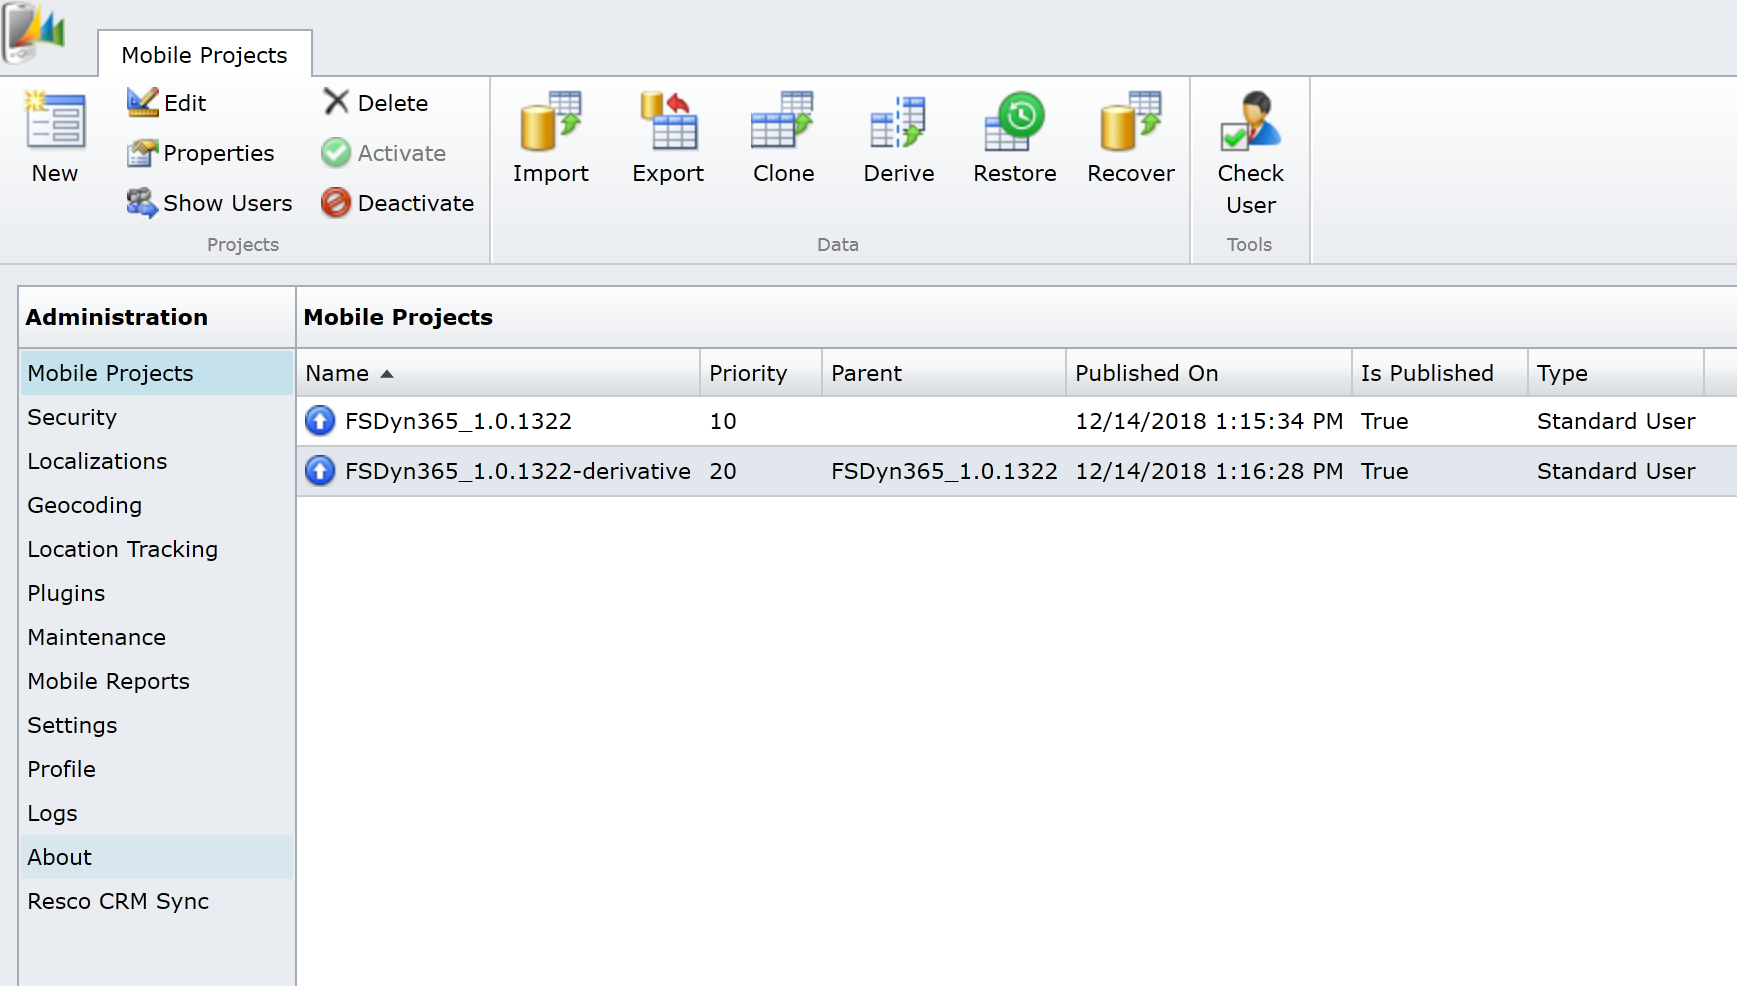 Mobile Projects
New
Edit
Properties
Show Users
Delete
Activate
Deactivate
Projects
Import
Export
Clone
Derive
Restore
Recover
Data
Check
User
Tools
Administration
Mobile Projects
Security
Localizations
Geocoding
Location Tracking
Plugins
Maintenance
Mobile Reports
Settings
Profile
Logs
About
Resco CRM Sync
Mobile Projects
Name Priority Parent Published On Is Published Type
FSDyn365_1.0.1322 10 12/14/2018 1:15:34 PM True Standard User
FSDyn365_1.0.1322-derivative 20 FSDyn365_1.0.1322 12/14/2018 1:16:28 PM True Standard User